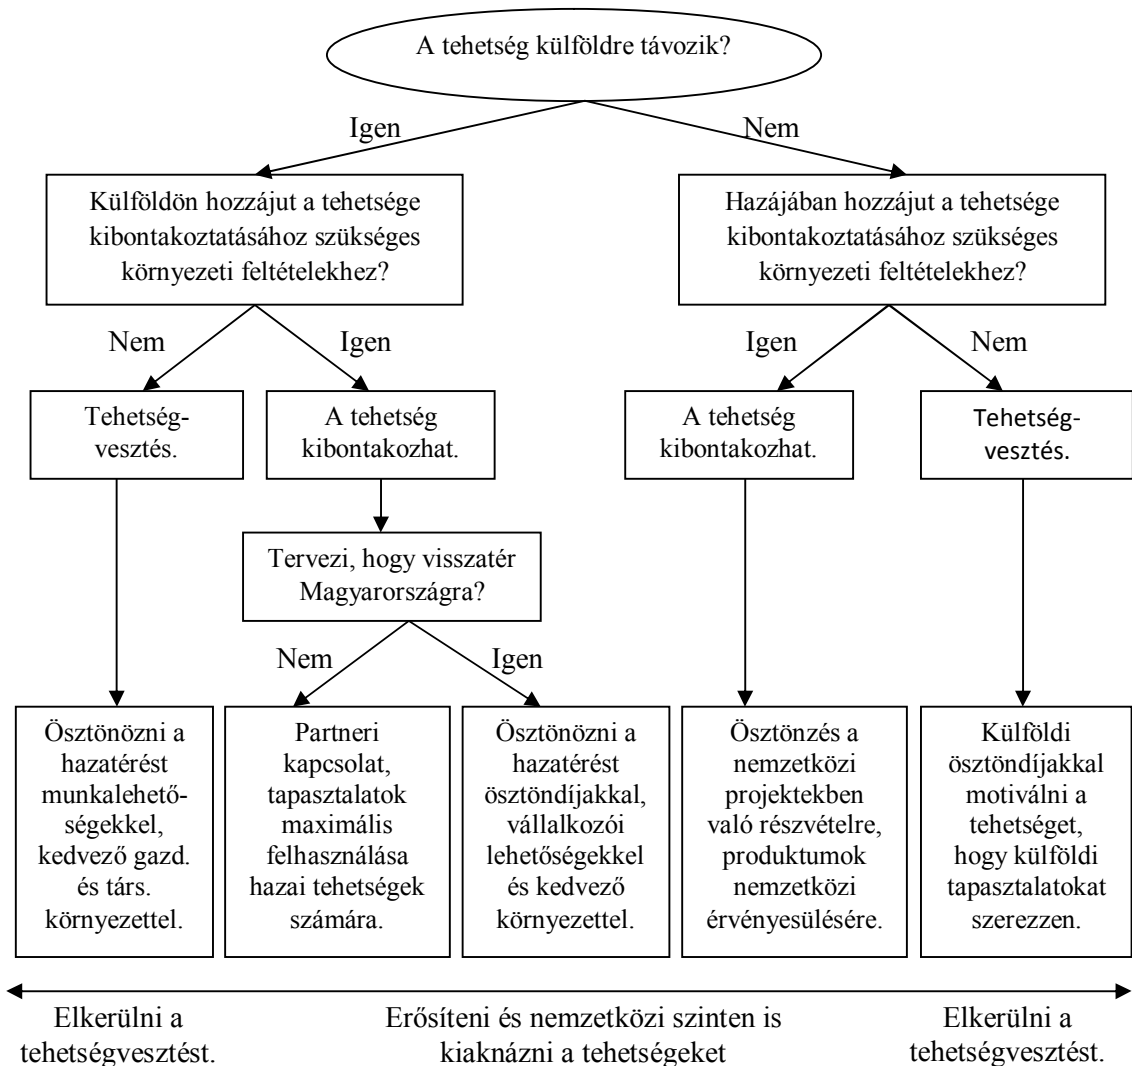 A tehetség külföldre távozik?
Igen
Nem
Külföldön hozzájut a tehetsége
kibontakoztatásához szükséges
környezeti feltételekhez?
Hazájában hozzájut a tehetsége
kibontakoztatásához szükséges
környezeti feltételekhez?
Nem
Igen
Igen
Nem
Tehetség-
vesztés.
A tehetség
kibontakozhat.
A tehetség
kibontakozhat.
Tehetség-
vesztés.
Tervezi, hogy visszatér
Magyarországra?
Nem
Igen
Ösztönözni a
hazatérést
munkalehető-
ségekkel,
kedvező gazd.
és társ.
környezettel.
Partneri
kapcsolat,
tapasztalatok
maximális
felhasználása
hazai tehetségek
számára.
Ösztönözni a
hazatérést
ösztöndíjakkal,
vállalkozói
lehetőségekkel
és kedvező
környezettel.
Ösztönzés a
nemzetközi
projektekben
való részvételre,
produktumok
nemzetközi
érvényesülésére.
Külföldi
ösztöndíjakkal
motiválni a
tehetséget,
hogy külföldi
tapasztalatokat
szerezzen.
Elkerülni a
tehetségvesztést.
Erősíteni és nemzetközi szinten is
kiaknázni a tehetségeket
Elkerülni a
tehetségvesztést.